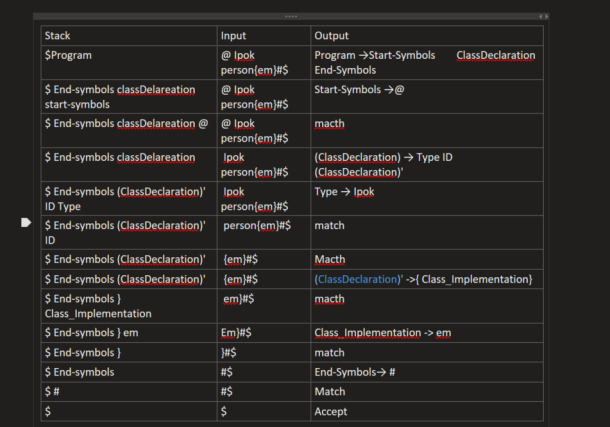 Stack Input Output
$Program @ Ipok Program →Start-Symbols ClassDeclaration
person{em}#$ End-Symbols
$ End-symbols classDelareation @ Ipok Start-Symbols →@
start-symbols person{em}#$
$ End-symbols classDelareation @ @ Ipok macth
person{em}#$
$ End-symbols classDelareation Ipok (ClassDeclaration) → Type ID
person{em}#$ (ClassDeclaration)'
$ End-symbols (ClassDeclaration)' Ipok Type → Ipok
ID Type person{em}#$
$ End-symbols (ClassDeclaration)' person{em}#$ match
ID
$ End-symbols (ClassDeclaration)' {em}#$ Macth
$ End-symbols (ClassDeclaration)' {em}#$ (ClassDeclaration)' ->{ Class_Implementation}
$ End-symbols } em}#$ macth
Class_Implementation
$ End-symbols } em Em}#$ Class_Implementation -> em
$ End-symbols } }#$ match
$ End-symbols #$ End-Symbols→ #
$ # #$ Match
$ $ Accept